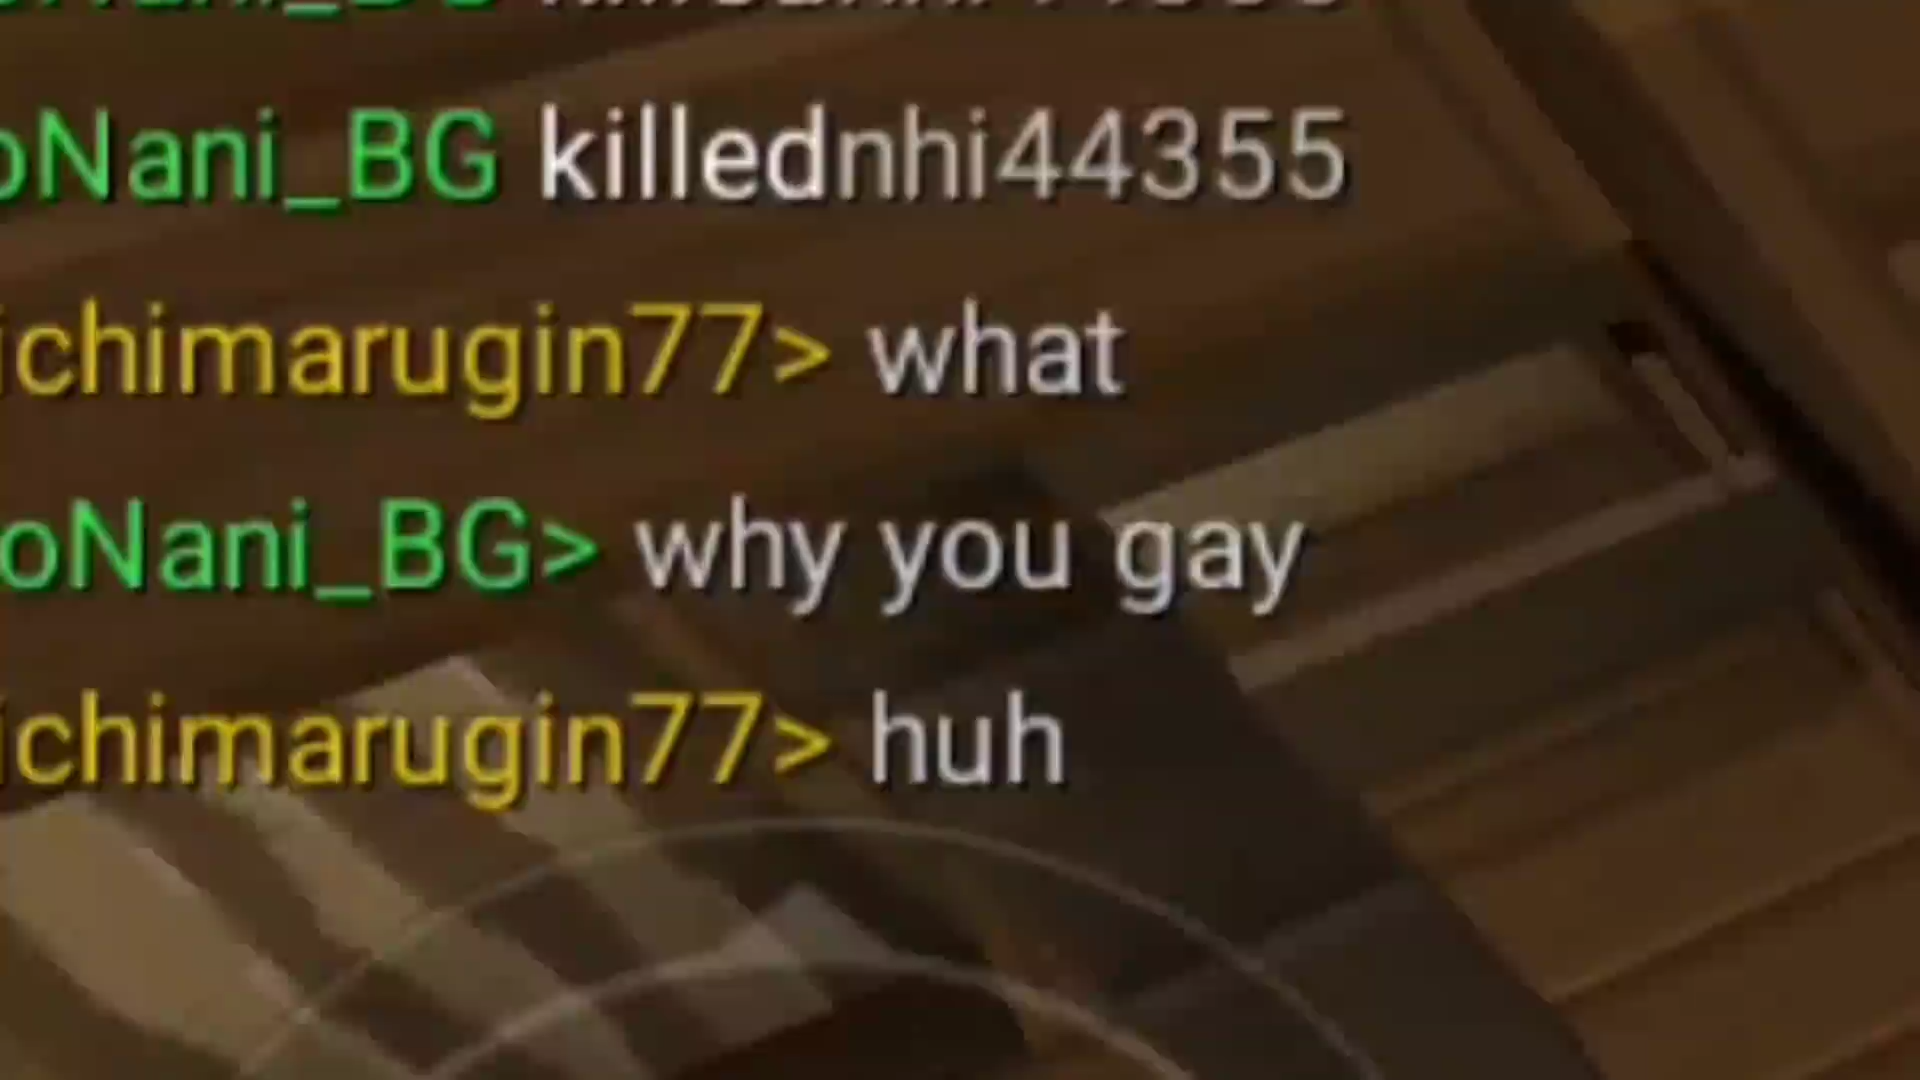 oNani_BG killednhi44355
ichimarugin77> what
oNani_BG> why you gay
ichimarugin77> huh